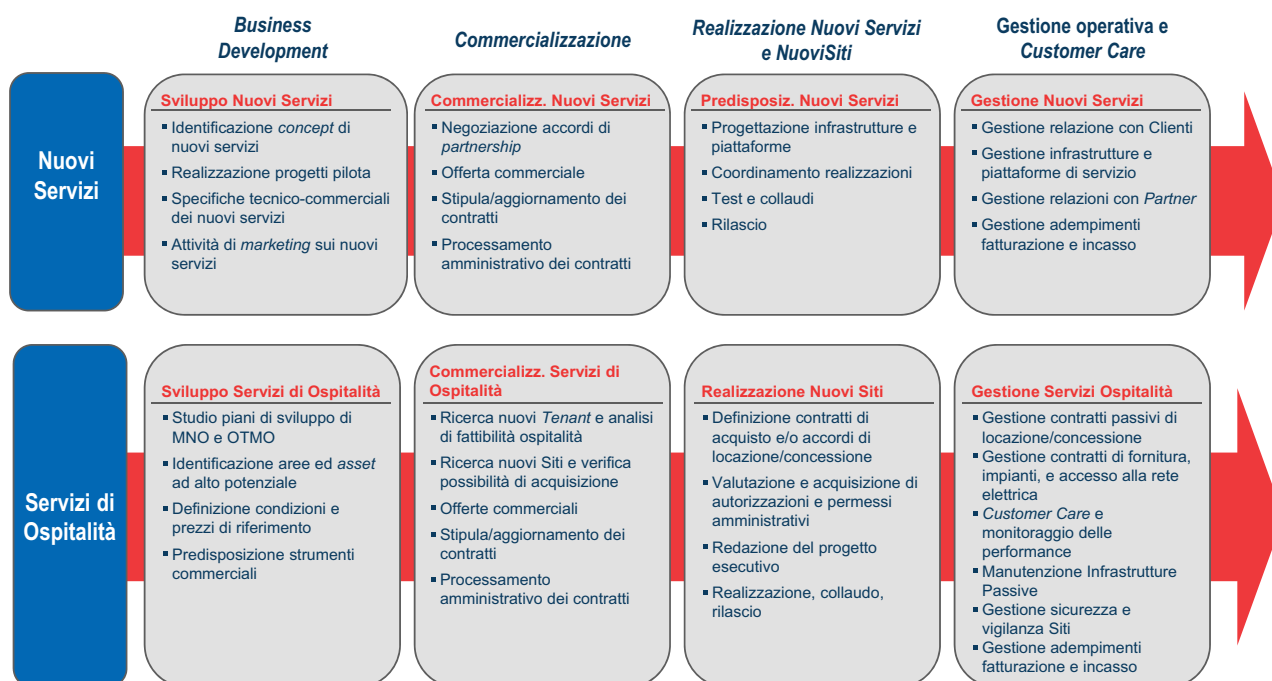 Business
Development
Commercializzazione
Realizzazione Nuovi Servizi
e NuoviSiti
Gestione operativa e
Customer Care
Nuovi
Servizi
Sviluppo Nuovi Servizi
▪ Identificazione concept di
nuovi servizi
▪ Realizzazione progetti pilota
▪ Specifiche tecnico-commerciali
dei nuovi servizi
▪ Attività di marketing sui nuovi
servizi
Commercializz. Nuovi Servizi
▪ Negoziazione accordi di
partnership
▪ Offerta commerciale
▪ Stipula/aggiornamento dei
contratti
▪ Processamento
amministrativo dei contratti
Predisposiz. Nuovi Servizi
▪ Progettazione infrastrutture e
piattaforme
▪ Coordinamento realizzazioni
▪ Test e collaudi
▪ Rilascio
Gestione Nuovi Servizi
▪ Gestione relazione con Clienti
▪ Gestione infrastrutture e
piattaforme di servizio
▪ Gestione relazioni con Partner
▪ Gestione adempimenti
fatturazione e incasso
Servizi di
Ospitalità
Sviluppo Servizi di Ospitalità
▪ Studio piani di sviluppo di
MNO e OTMO
▪ Identificazione aree ed asset
ad alto potenziale
▪ Definizione condizioni e
prezzi di riferimento
▪ Predisposizione strumenti
commerciali
Commercializz. Servizi di
Ospitalità
▪ Ricerca nuovi Tenant e analisi
di fattibilità ospitalità
▪ Ricerca nuovi Siti e verifica
possibilità di acquisizione
▪ Offerte commerciali
▪ Stipula/aggiornamento dei
contratti
▪ Processamento
amministrativo dei contratti
Realizzazione Nuovi Siti
▪ Definizione contratti di
acquisto e/o accordi di
locazione/concessione
▪ Valutazione e acquisizione di
autorizzazioni e permessi
amministrativi
▪ Redazione del progetto
esecutivo
▪ Realizzazione, collaudo,
rilascio
Gestione Servizi Ospitalità
▪ Gestione contratti passivi di
locazione/concessione
▪ Gestione contratti di fornitura,
impianti, e accesso alla rete
elettrica
▪ Customer Care e
monitoraggio delle
performance
▪ Manutenzione Infrastrutture
Passive
▪ Gestione sicurezza e
vigilanza Siti
▪ Gestione adempimenti
fatturazione e incasso